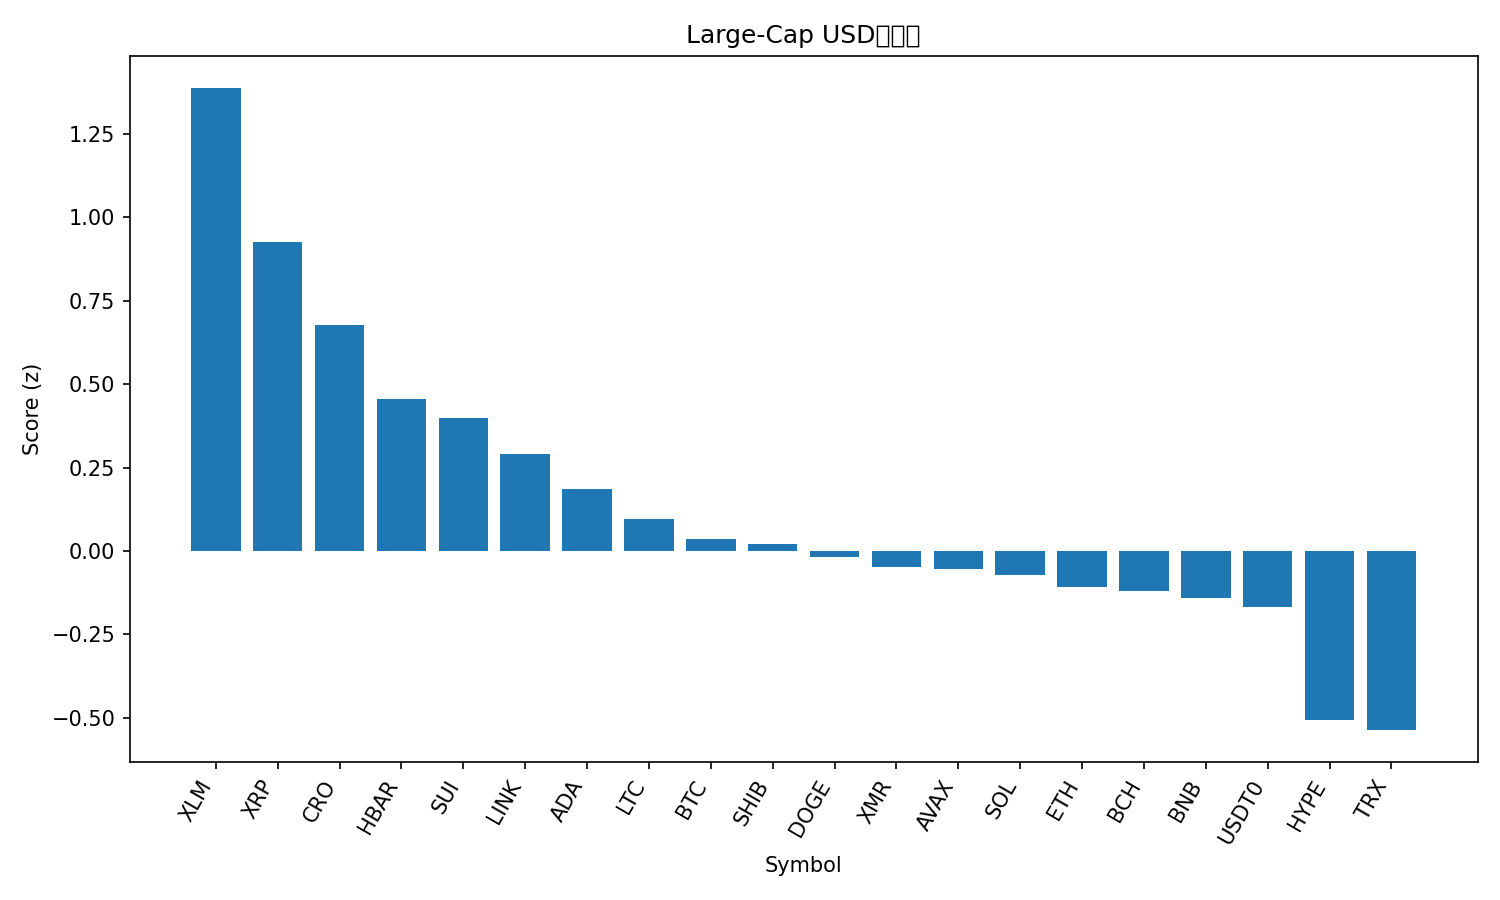 Large-Cap USD
Score (z)
1.25
1.00
0.75
0.50
0.25
0.00
−0.25
−0.50
XLM
XRP
CRO
HBAR
SUI
LINK
ADA
LTC
BTC
SHIB
DOGE
XMR
AVAX
SOL
ETH
BCH
BNB
USDT0
HYPE
TRX
Symbol